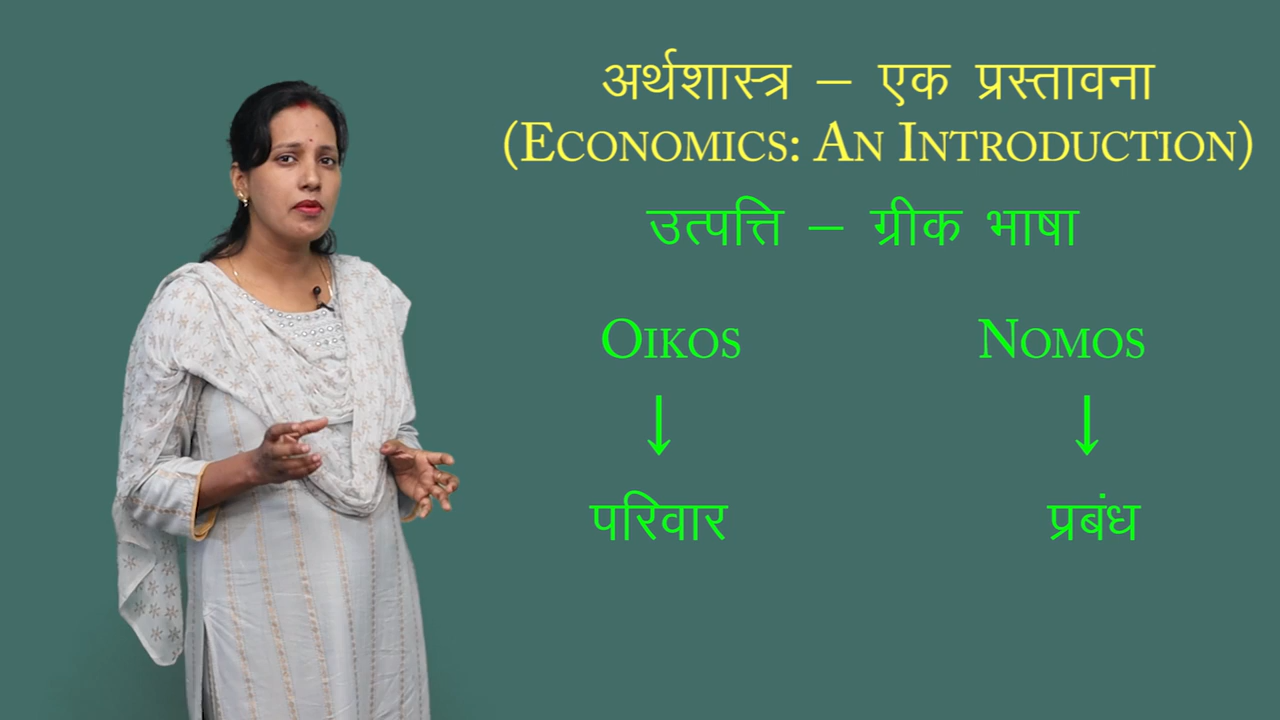 अर्थशास्त्र – एक प्रस्तावना
(Economics: An Introduction)
उत्पत्ति – ग्रीक भाषा
Oikos Nomos
↓ ↓
परिवार प्रबंध